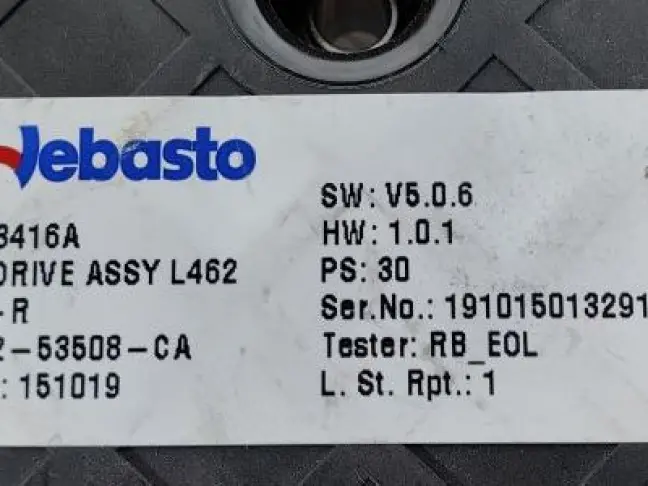 Webasto
8416A
DRIVE ASSY L462
-R
2-53508-CA
: 151019
SW: V5.0.6
HW: 1.0.1
PS: 30
Ser.No.: 191015013291
Tester: RB_EOL
L. St. Rpt.: 1